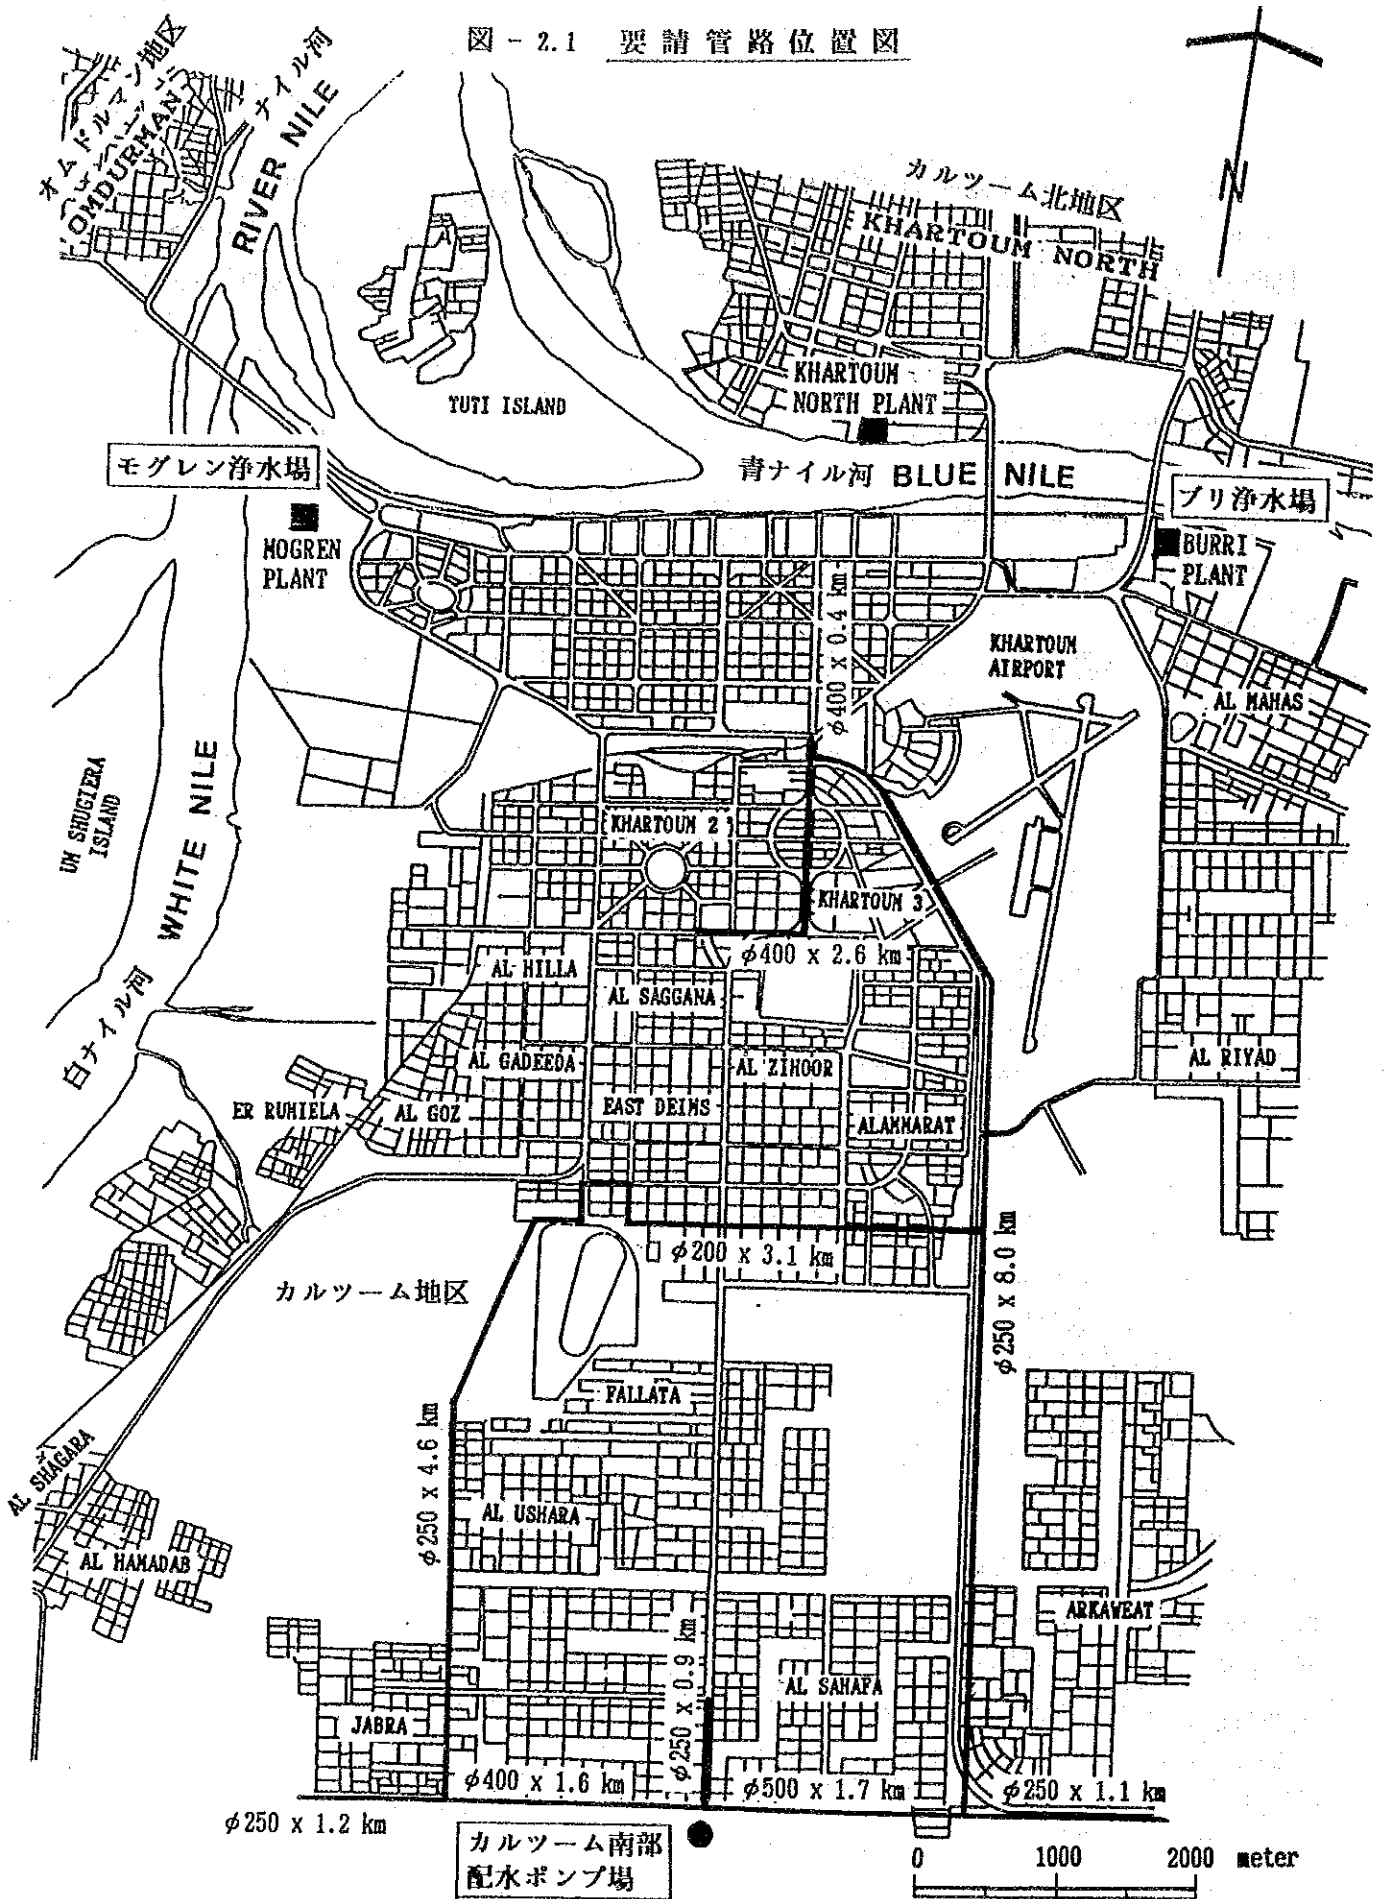 図 - 2.1 要請管路位置図
オムドルマン地区
OMDURMAN
ナイル河
RIVER NILE
カルツーム北地区
KHARTOUM NORTH
N
TUTI ISLAND
KHARTOUM
NORTH PLANT
モグレン浄水場
青ナイル河 BLUE NILE
ブリ浄水場
MOGREN
PLANT
BURRI
PLANT
φ400 x 0.4 km
KHARTOUM
AIRPORT
AL MAHAS
UM SHUGIERA
ISLAND
WHITE NILE
白ナイル河
KHARTOUM 2
KHARTOUM 3
φ400 x 2.6 km
AL HILLA
AL SAGGANA
AL GADEEDA
AL ZIHOOR
AL RIYAD
ER RUMIELA
AL GOZ
EAST DEIMS
ALAMMARAT
φ200 x 3.1 km
φ250 x 8.0 km
カルツーム地区
FALLATA
φ250 x 4.6 km
AL SHAGARA
AL USHARA
AL HAMADAB
ARKAWEAT
φ250 x 0.9 km
AL SAHAFA
JABRA
φ400 x 1.6 km
φ500 x 1.7 km
φ250 x 1.1 km
φ250 x 1.2 km
カルツーム南部
配水ポンプ場
0 1000 2000 meter